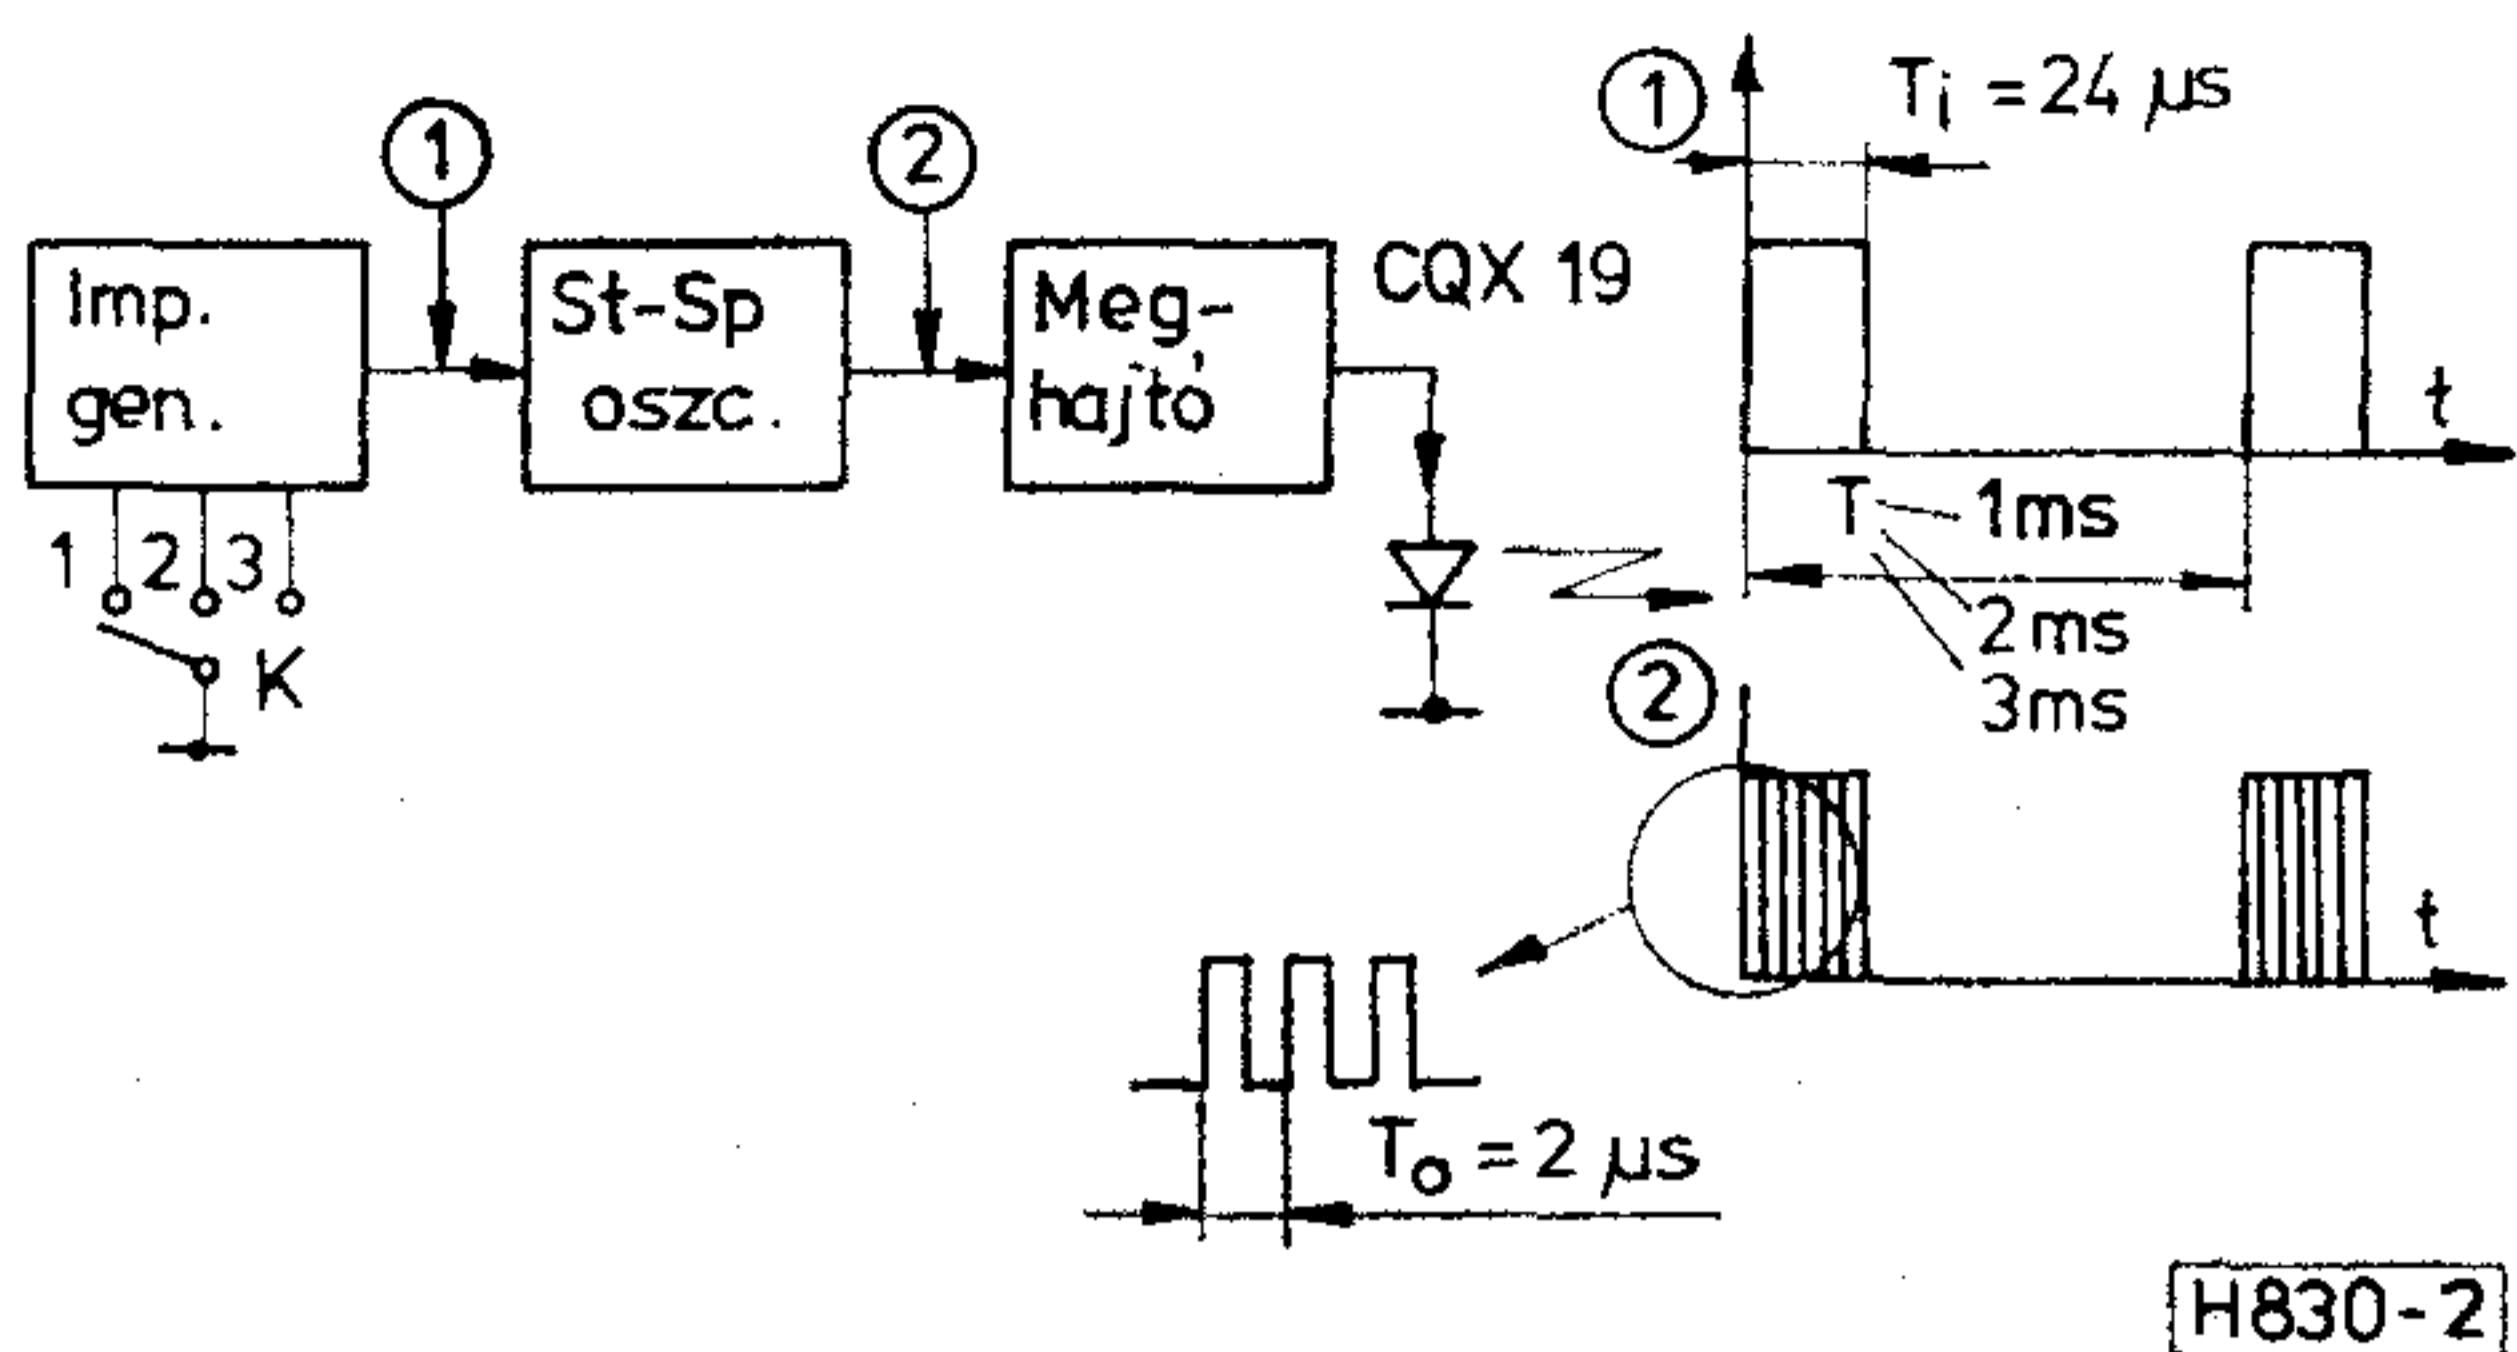 1
2
Imp.
gen.
St-Sp
oszc.
Meg-
hajtó
CQX 19
1 2 3
K
1
Ti = 24 µs
t
T 1ms
2ms
3ms
2
t
To = 2 µs
H830-2